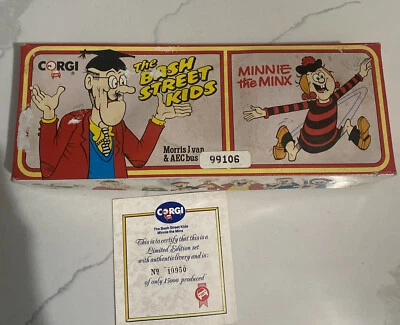 CORGI
The
BASH
STREET
KIDS
Morris J van
& AEC bus
99106
MINNIE
the MINX
CORGI
The Bash Street Kids
Minnie the Minx
This is to certify that this is a
Limited Edition set
with authentic livery and is:
No 10950
of only 15000 produced